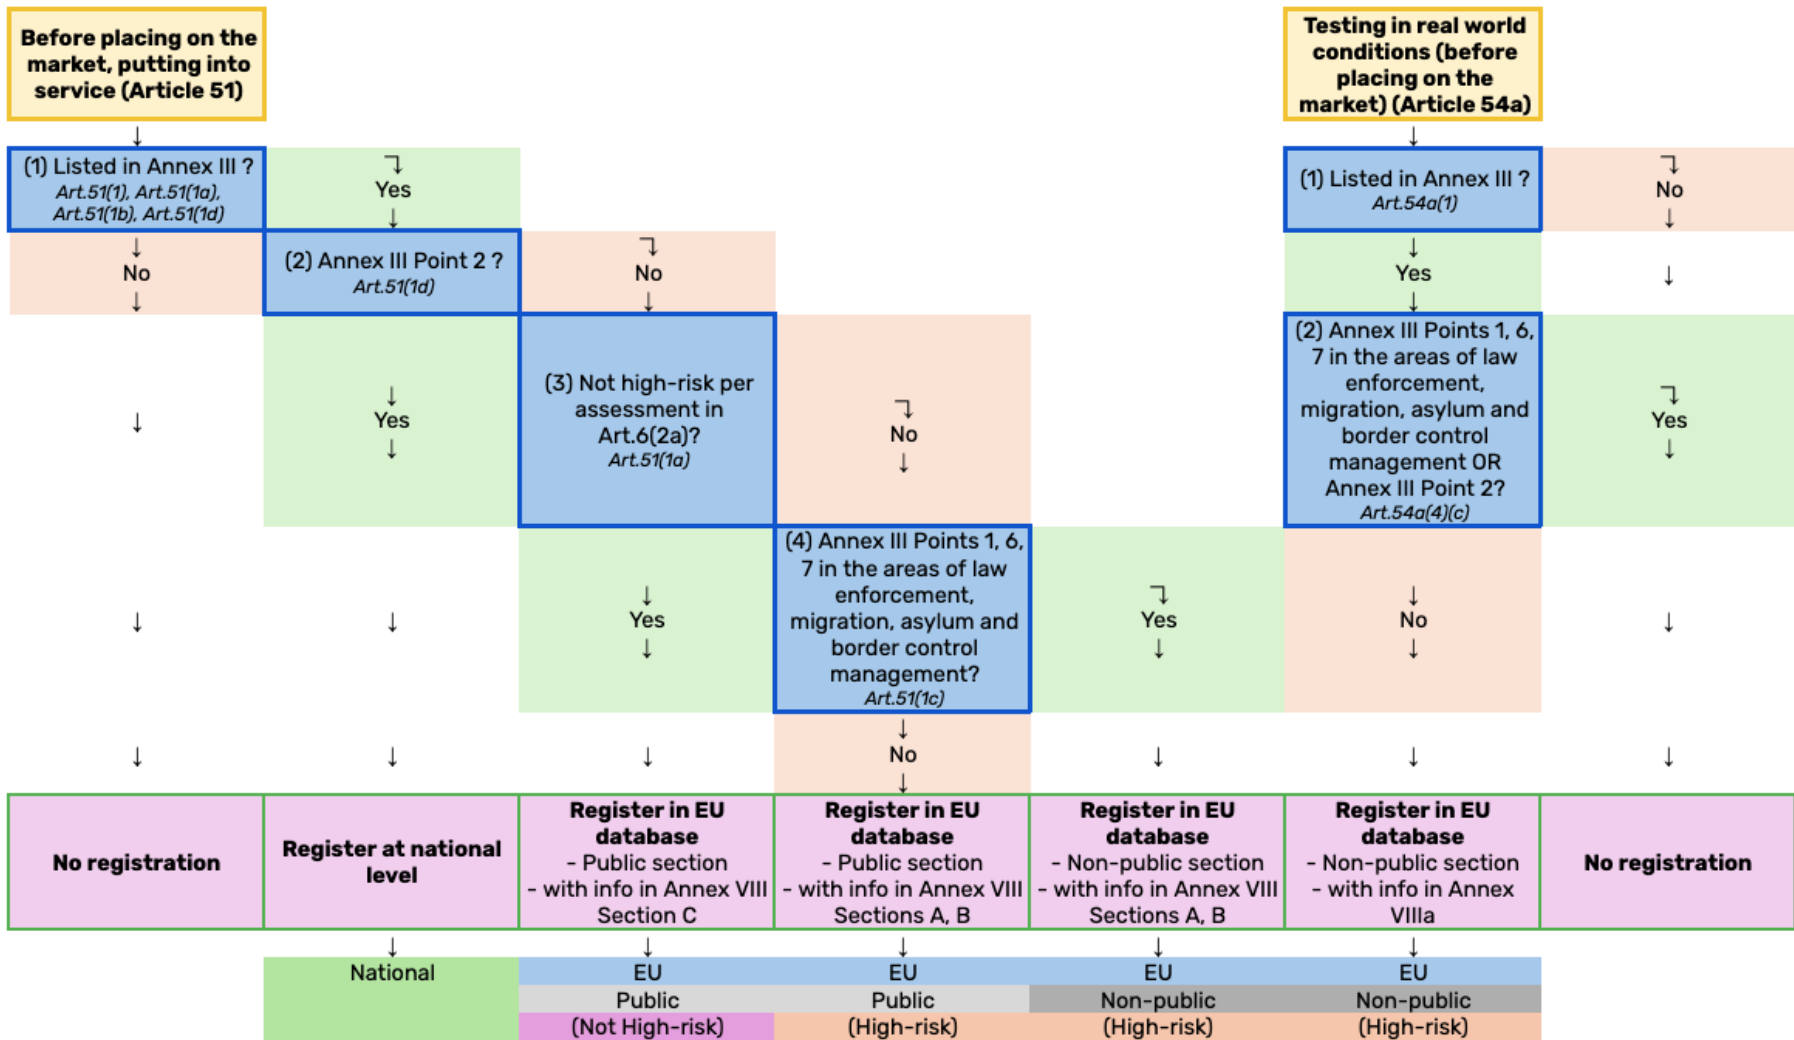 Before placing on the
market, putting into
service (Article 51)
Testing in real world
conditions (before
placing on the
market) (Article 54a)
↓
↓
(1) Listed in Annex III ?
Art.51(1), Art.51(1a),
Art.51(1b), Art.51(1d)
Yes
↓
(1) Listed in Annex III ?
Art.54a(1)
No
↓
↓
No
↓
(2) Annex III Point 2 ?
Art.51(1d)
No
↓
↓
Yes
↓
↓
↓
↓
Yes
↓
(3) Not high-risk per
assessment in
Art.6(2a)?
Art.51(1a)
No
↓
(2) Annex III Points 1, 6,
7 in the areas of law
enforcement,
migration, asylum and
border control
management OR
Annex III Point 2?
Art.54a(4)(c)
Yes
↓
↓
↓
↓
Yes
↓
(4) Annex III Points 1, 6,
7 in the areas of law
enforcement,
migration, asylum and
border control
management?
Art.51(1c)
Yes
↓
↓
No
↓
↓
↓
↓
↓
↓
No
↓
↓
↓
↓
No registration
Register at national
level
Register in EU
database
- Public section
- with info in Annex VIII
Section C
Register in EU
database
- Public section
- with info in Annex VIII
Sections A, B
Register in EU
database
- Non-public section
- with info in Annex VIII
Sections A, B
Register in EU
database
- Non-public section
- with info in Annex
VIIIa
No registration
↓
↓
↓
↓
↓
National
EU
Public
(Not High-risk)
EU
Public
(High-risk)
EU
Non-public
(High-risk)
EU
Non-public
(High-risk)